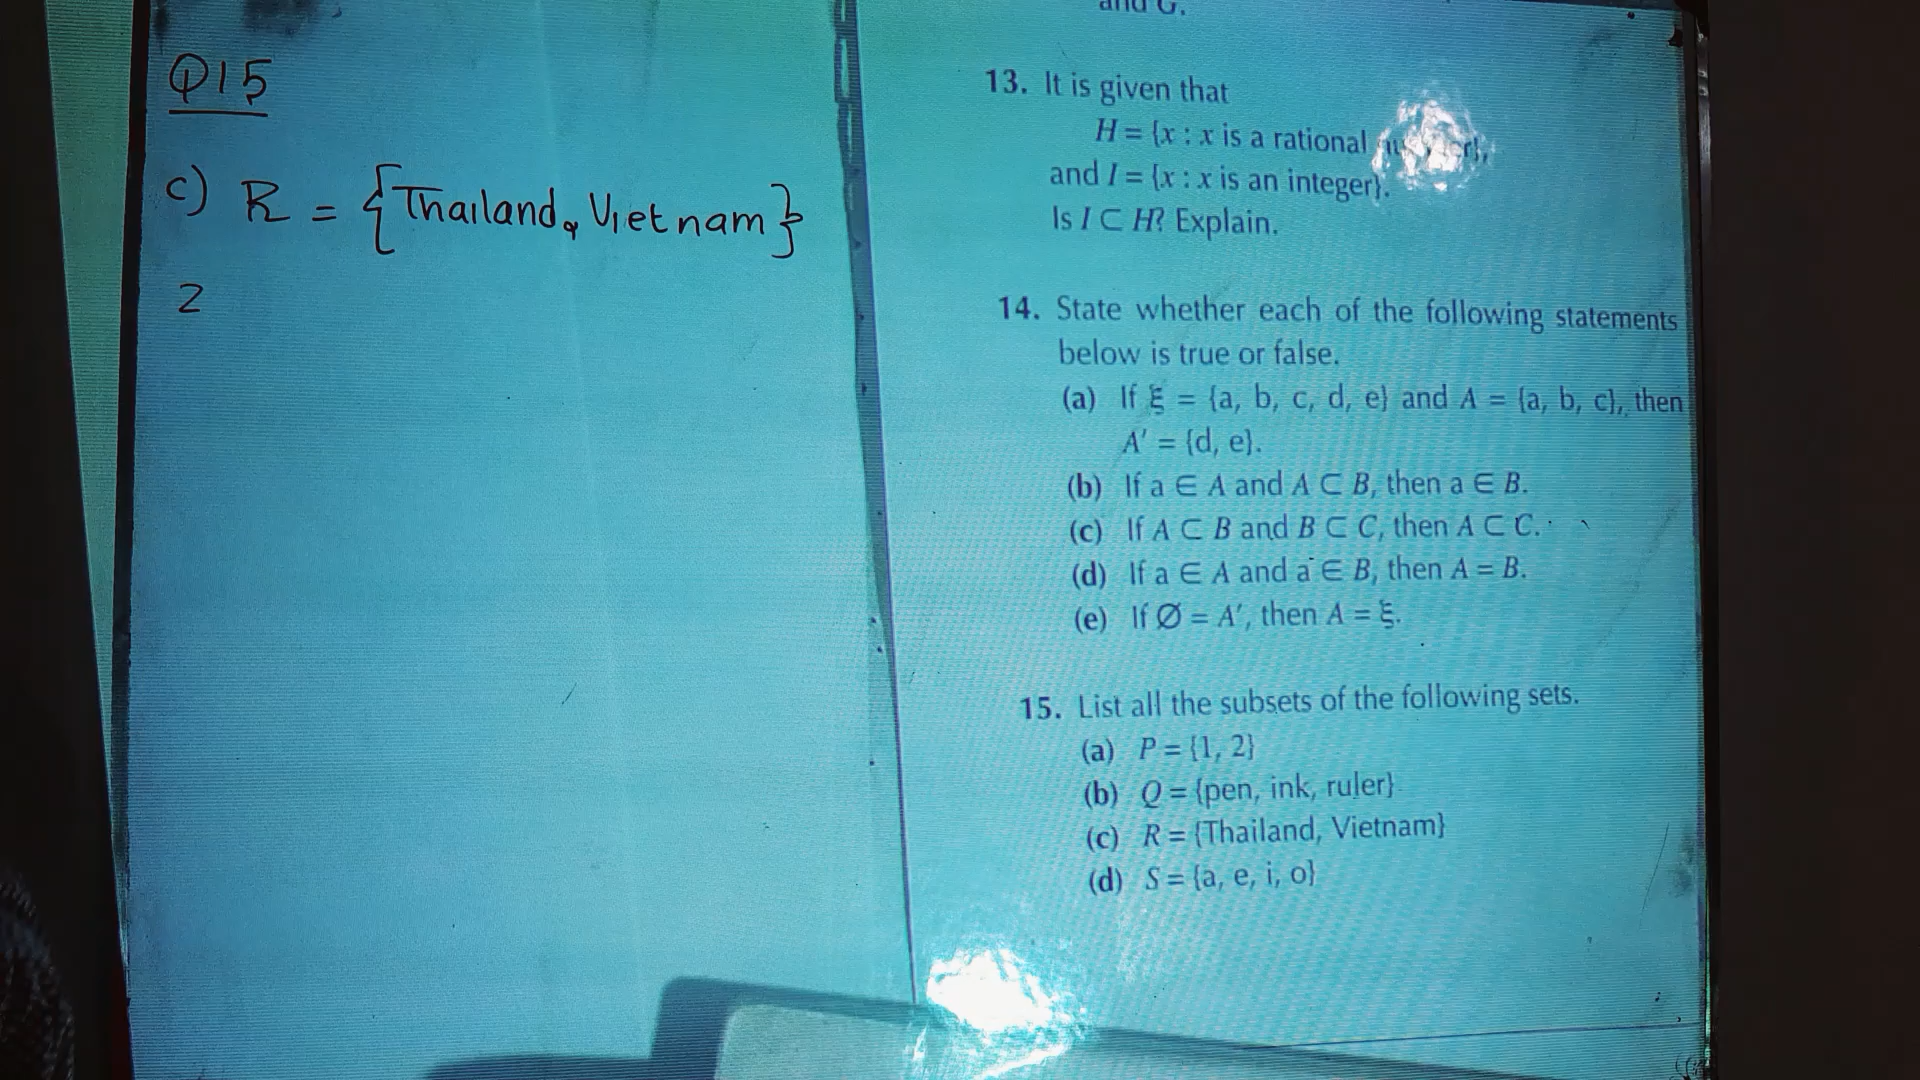 Q15
c) R = {Thailand, Vietnam}
2
and G.
13. It is given that
H = {x : x is a rational
and I = {x : x is an integer}.
Is I ⊂ H? Explain.
14. State whether each of the following statements
below is true or false.
(a) If ξ = {a, b, c, d, e} and A = {a, b, c}, then
A′ = {d, e}.
(b) If a ∈ A and A ⊂ B, then a ∈ B.
(c) If A ⊂ B and B ⊂ C, then A ⊂ C.
(d) If a ∈ A and a ∈ B, then A = B.
(e) If Ø = A′, then A = ξ.
15. List all the subsets of the following sets.
(a) P = {1, 2}
(b) Q = {pen, ink, ruler}
(c) R = {Thailand, Vietnam}
(d) S = {a, e, i, o}